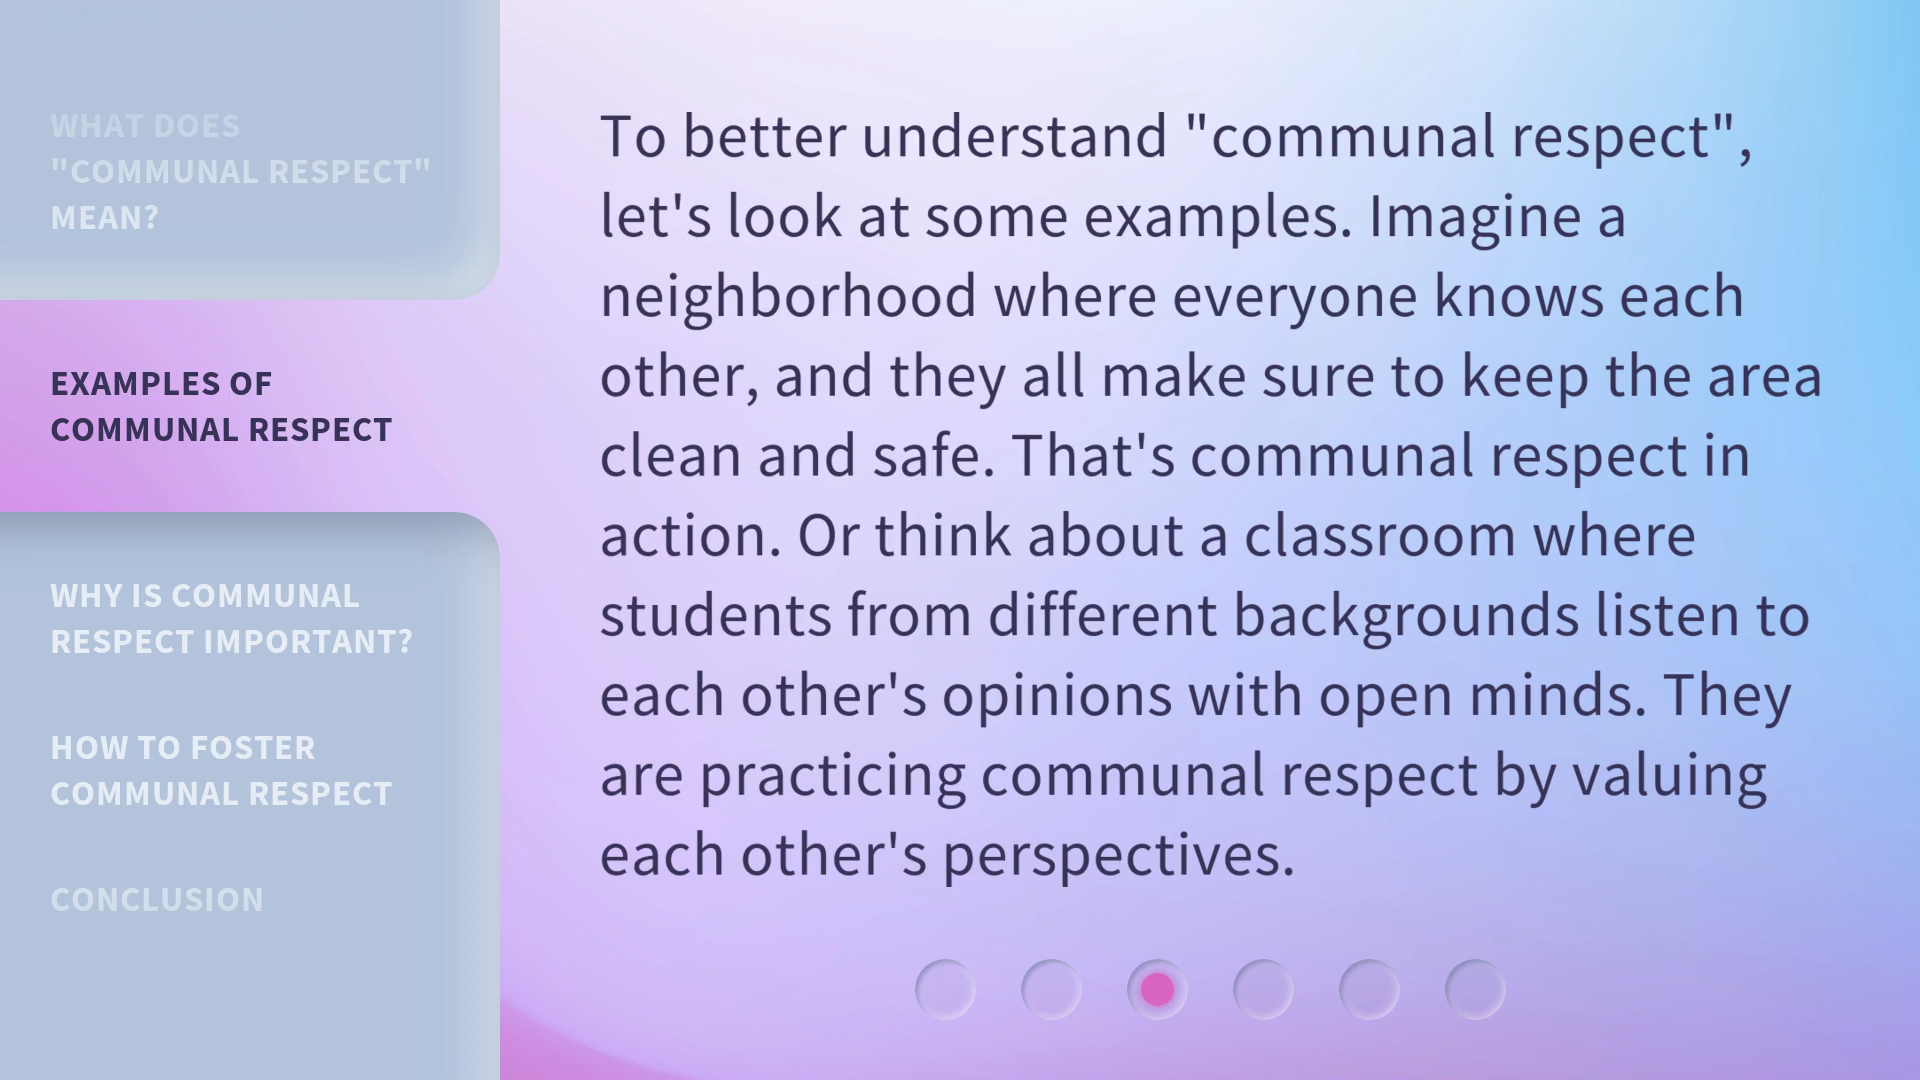 WHAT DOES
"COMMUNAL RESPECT"
MEAN?
EXAMPLES OF
COMMUNAL RESPECT
WHY IS COMMUNAL
RESPECT IMPORTANT?
HOW TO FOSTER
COMMUNAL RESPECT
CONCLUSION
To better understand "communal respect",
let's look at some examples. Imagine a
neighborhood where everyone knows each
other, and they all make sure to keep the area
clean and safe. That's communal respect in
action. Or think about a classroom where
students from different backgrounds listen to
each other's opinions with open minds. They
are practicing communal respect by valuing
each other's perspectives.